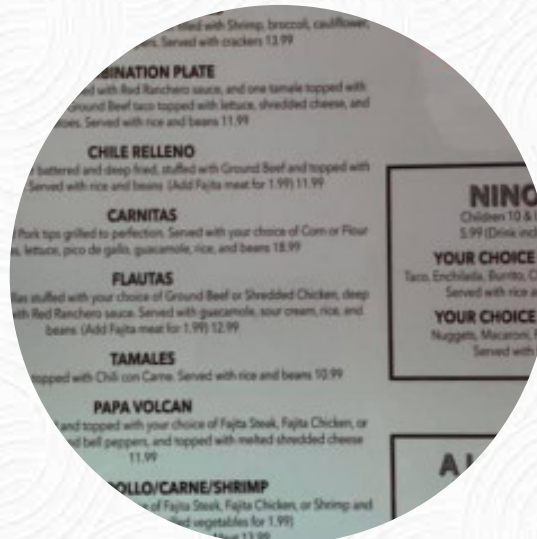 with Shrimp, broccoli, cauliflower,
Served with crackers 13.99
BINATION PLATE
with Red Ranchero sauce, and one tamale topped with
Ground Beef taco topped with lettuce, shredded cheese, and
Served with rice and beans 11.99
CHILE RELLENO
battered and deep fried, stuffed with Ground Beef and topped with
Served with rice and beans (Add Fajita meat for 1.99) 11.99
CARNITAS
Pork tips grilled to perfection. Served with your choice of Corn or Flour
lettuce, pico de gallo, guacamole, rice, and beans 18.99
FLAUTAS
stuffed with your choice of Ground Beef or Shredded Chicken, deep
with Red Ranchero sauce. Served with guacamole, sour cream, rice, and
beans (Add Fajita meat for 1.99) 12.99
TAMALES
topped with Chili con Carne. Served with rice and beans 10.99
PAPA VOLCAN
and topped with your choice of Fajita Steak, Fajita Chicken, or
bell peppers, and topped with melted shredded cheese
11.99
OLLO/CARNE/SHRIMP
of Fajita Steak, Fajita Chicken, or Shrimp and
vegetables for 1.99)
13.99
NINO
Children 10 &
5.99 (Drink
YOUR CHOICE
Taco, Enchilada, Burrito,
Served with rice
YOUR CHOICE
Nuggets, Macaroni,
Served with
A